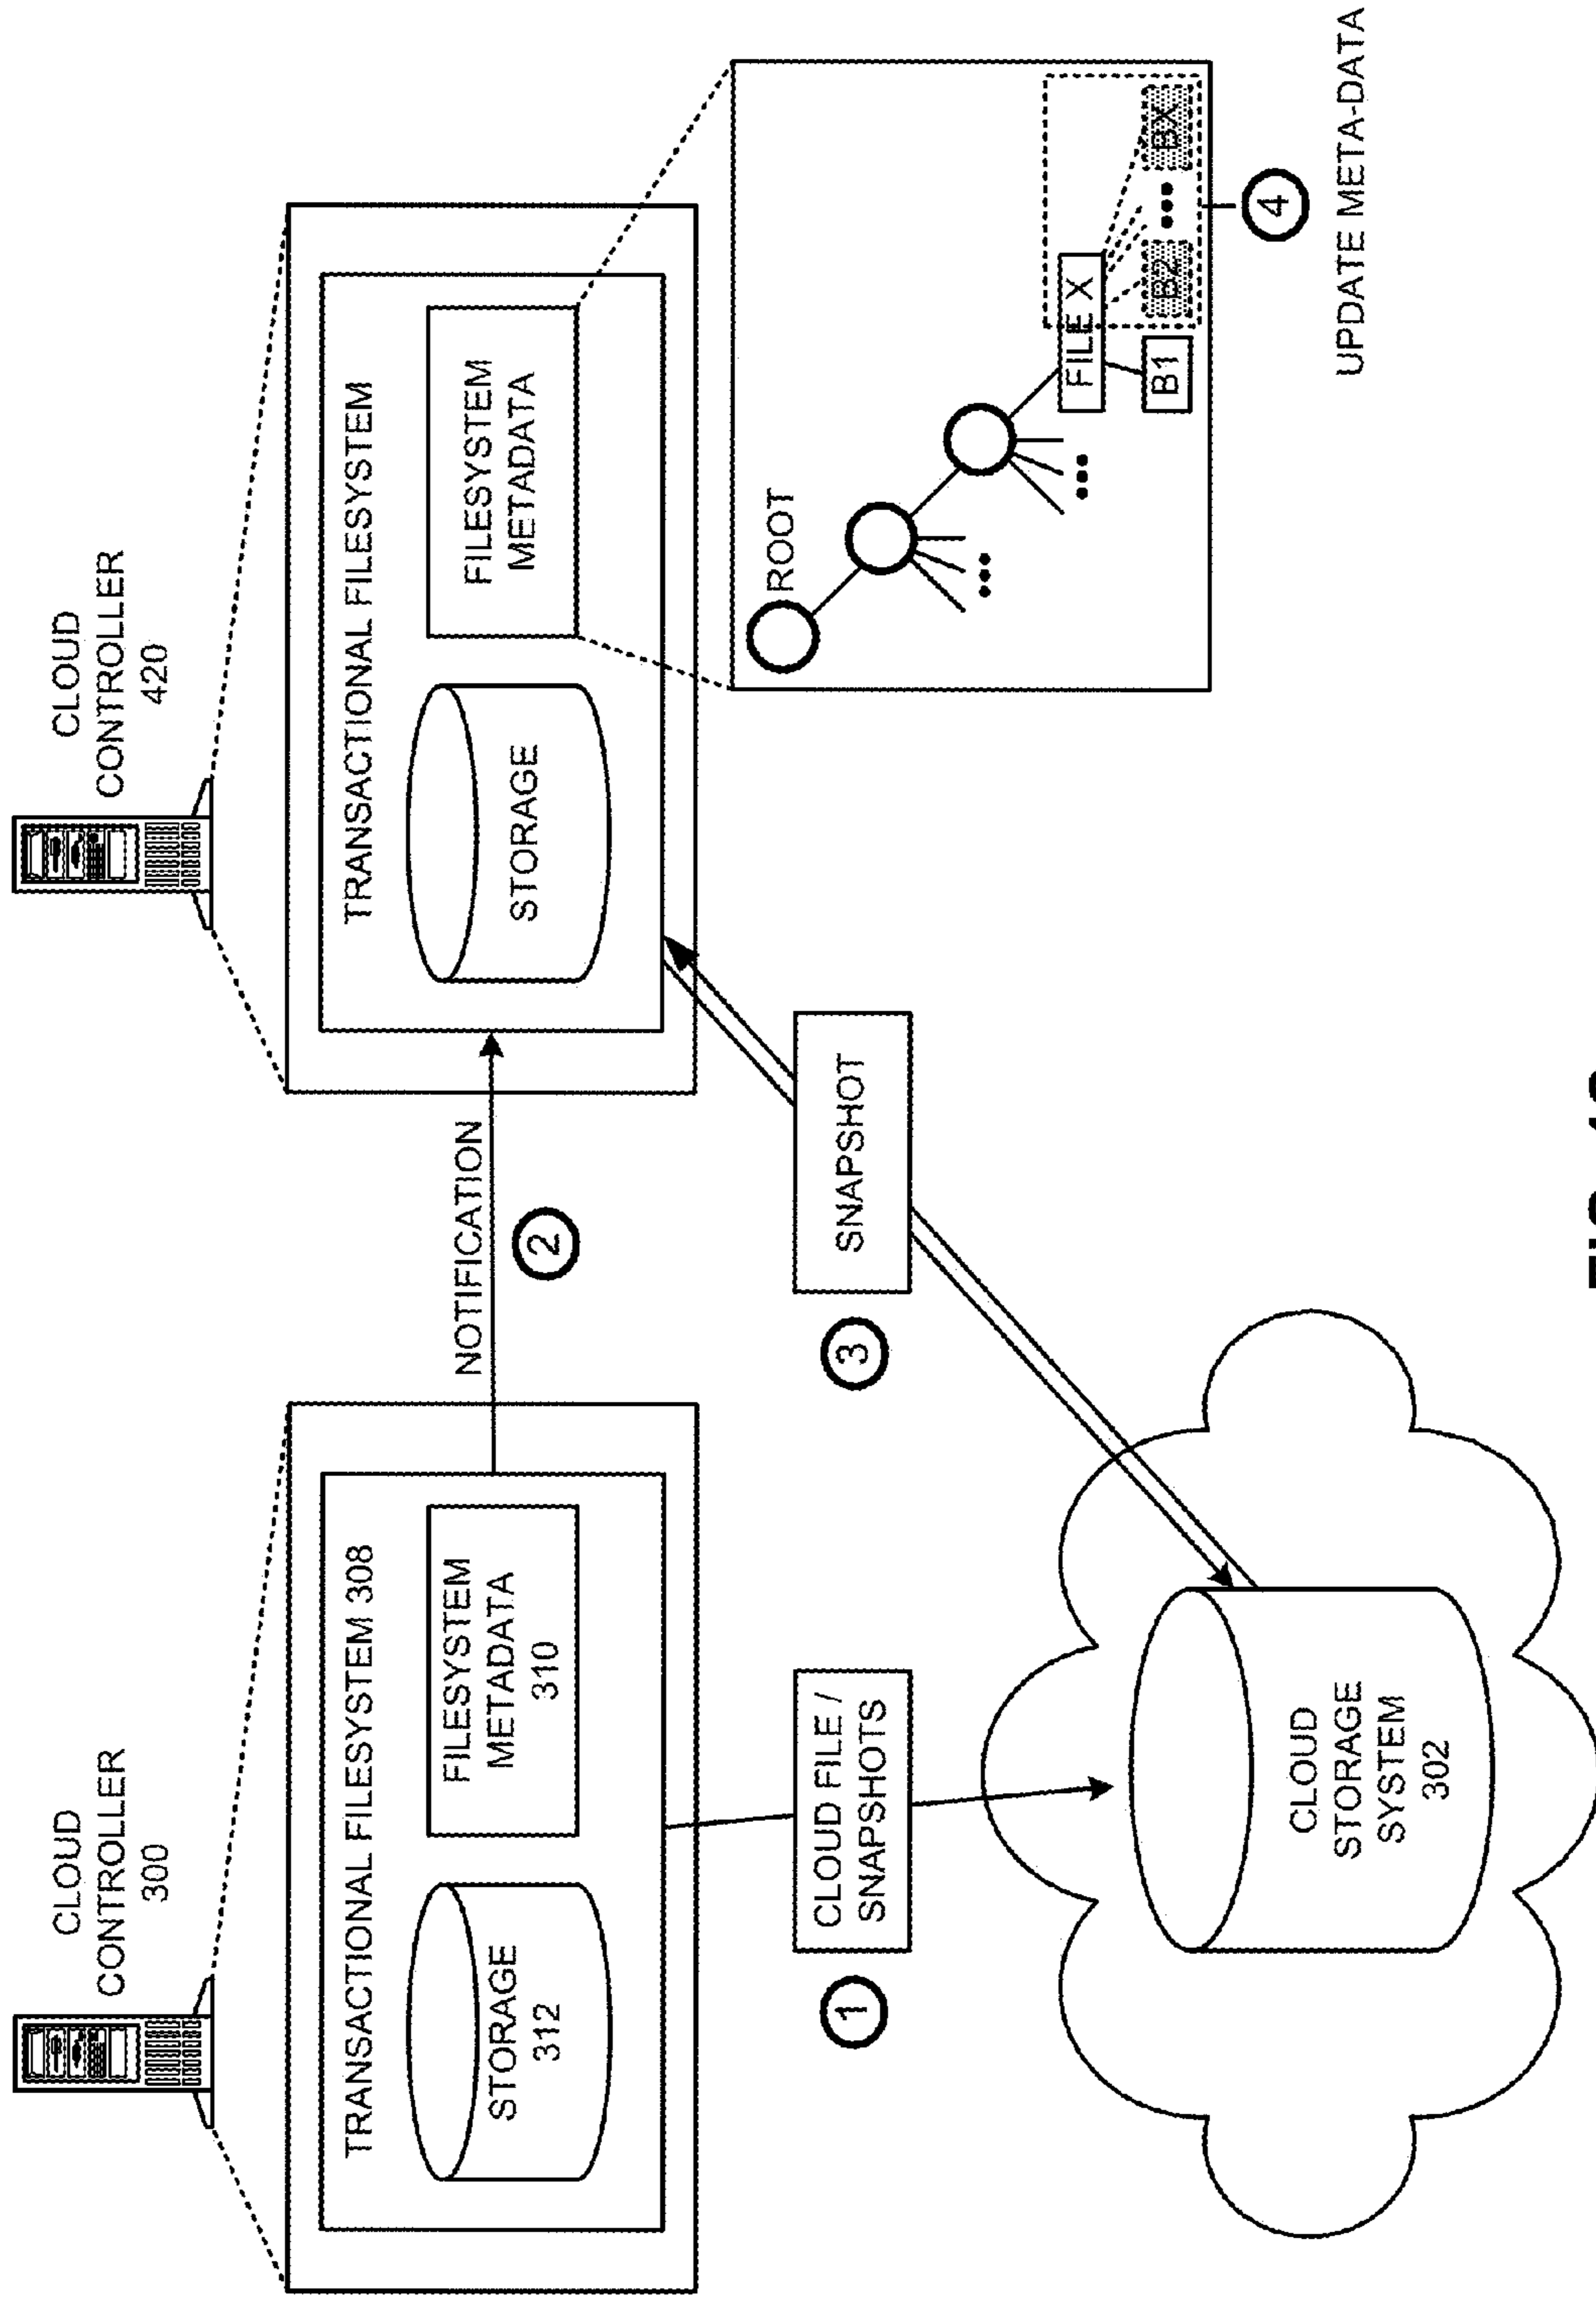 CLOUD
CONTROLLER
300
TRANSACTIONAL FILESYSTEM 308
STORAGE
312
FILESYSTEM
METADATA
310
NOTIFICATION
2
CLOUD
CONTROLLER
420
TRANSACTIONAL FILESYSTEM
STORAGE
FILESYSTEM
METADATA
1
CLOUD FILE /
SNAPSHOTS
3
SNAPSHOT
CLOUD
STORAGE
SYSTEM
302
ROOT
FILE X
B1
B2
BX
4
UPDATE META-DATA